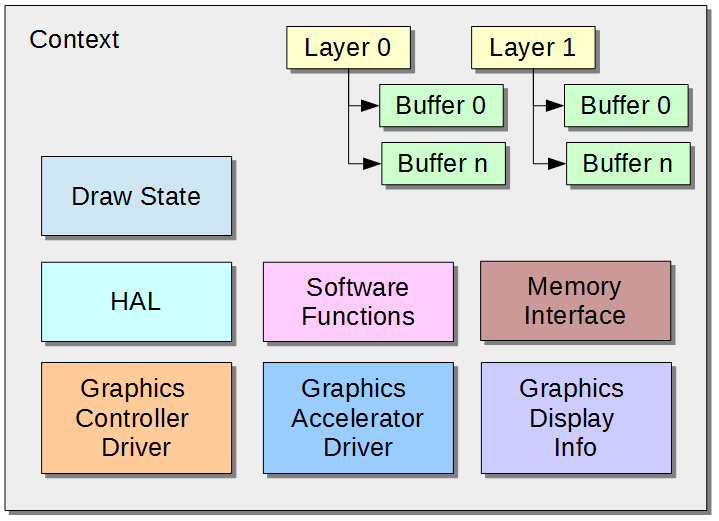 Context
Layer 0
Layer 1
Buffer 0
Buffer 0
Buffer n
Buffer n
Draw State
HAL
Software
Functions
Memory
Interface
Graphics
Controller
Driver
Graphics
Accelerator
Driver
Graphics
Display
Info